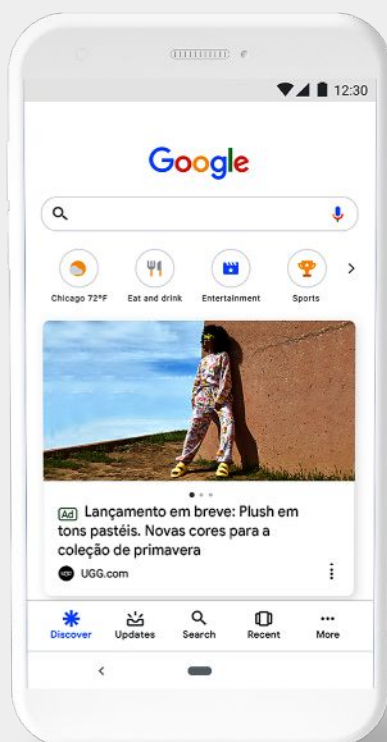 12:30
Google
Chicago 72°F Eat and drink Entertainment Sports
Ad Lançamento em breve: Plush em
tons pastéis. Novas cores para a
coleção de primavera
UGG.com
Discover Updates Search Recent More